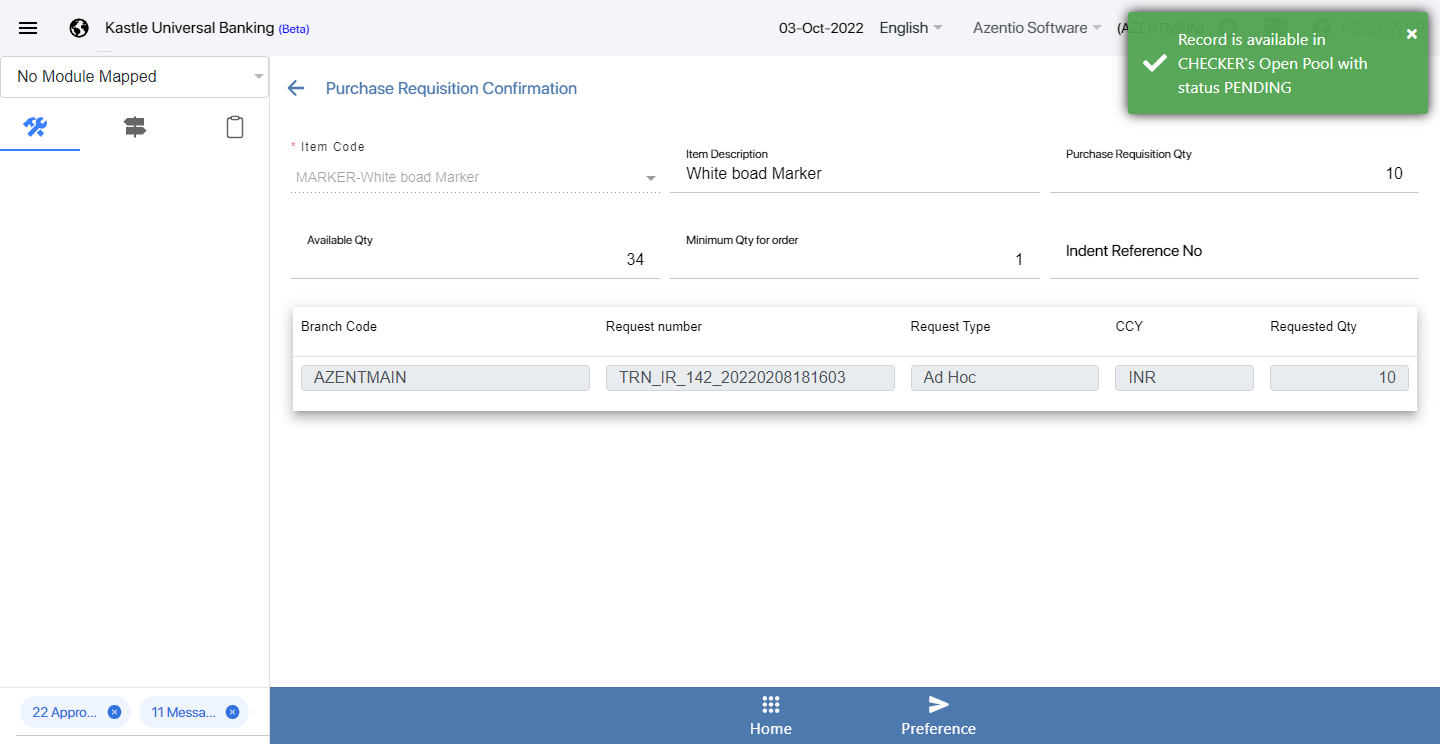 Kastle Universal Banking (Beta)
03-Oct-2022
English
Azentio Software
(AZENTMAIN)
REVIEWER
Record is available in
CHECKER's Open Pool with
status PENDING
No Module Mapped
Purchase Requisition Confirmation
* Item Code
MARKER-White boad Marker
Item Description
White boad Marker
Purchase Requisition Qty
10
Available Qty
34
Minimum Qty for order
1
Indent Reference No
Branch Code Request number Request Type CCY Requested Qty
AZENTMAIN TRN_IR_142_20220208181603 Ad Hoc INR 10
22 Appro...
11 Messa...
Home
Preference